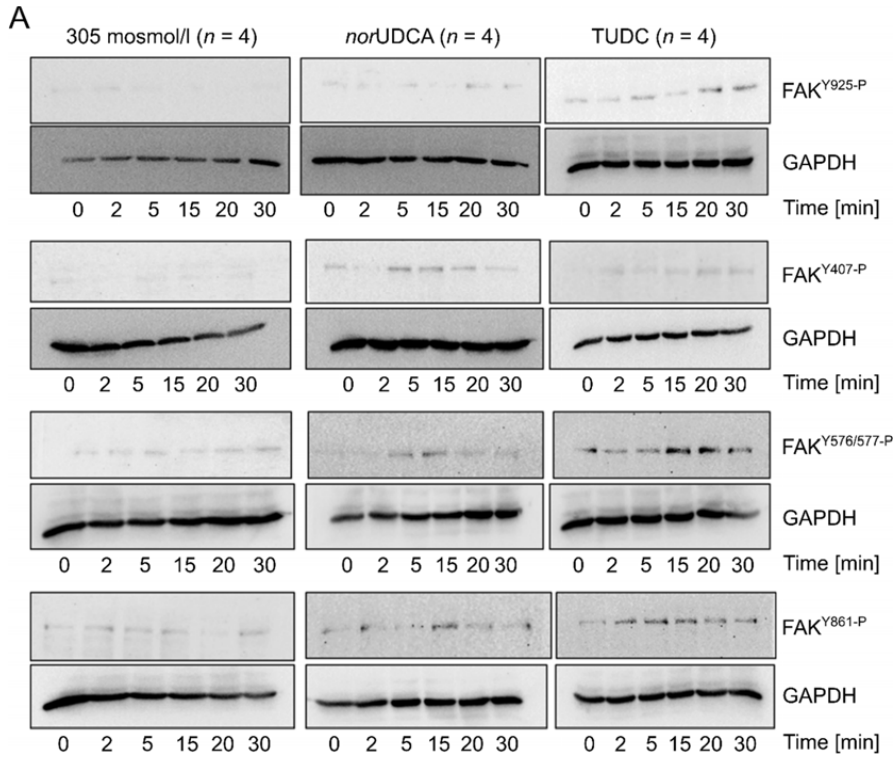 A
305 mosmol/l (n = 4) norUDCA (n = 4) TUDC (n = 4)
FAKY925-P
GAPDH
0 2 5 15 20 30 0 2 5 15 20 30 0 2 5 15 20 30 Time [min]
FAKY407-P
GAPDH
0 2 5 15 20 30 0 2 5 15 20 30 0 2 5 15 20 30 Time [min]
FAKY576/577-P
GAPDH
0 2 5 15 20 30 0 2 5 15 20 30 0 2 5 15 20 30 Time [min]
FAKY861-P
GAPDH
0 2 5 15 20 30 0 2 5 15 20 30 0 2 5 15 20 30 Time [min]